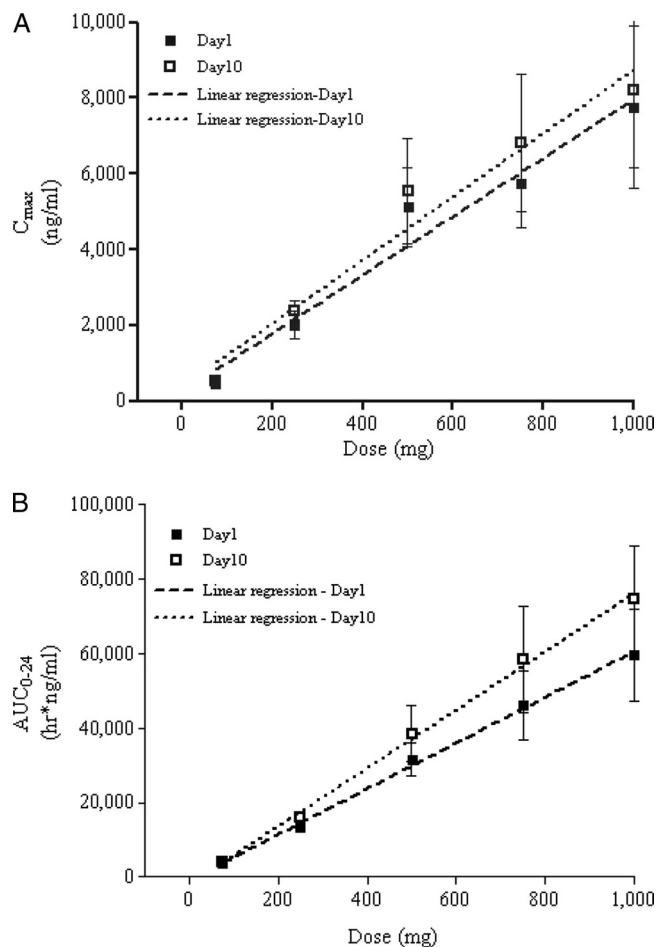 A
10,000
8,000
6,000
4,000
2,000
0
Cmax
(ng/ml)
Day1
Day10
Linear regression-Day1
Linear regression-Day10
0 200 400 600 800 1,000
Dose (mg)
B
100,000
80,000
60,000
40,000
20,000
0
AUC0-24
(hr*ng/ml)
Day1
Day10
Linear regression - Day1
Linear regression - Day10
0 200 400 600 800 1,000
Dose (mg)